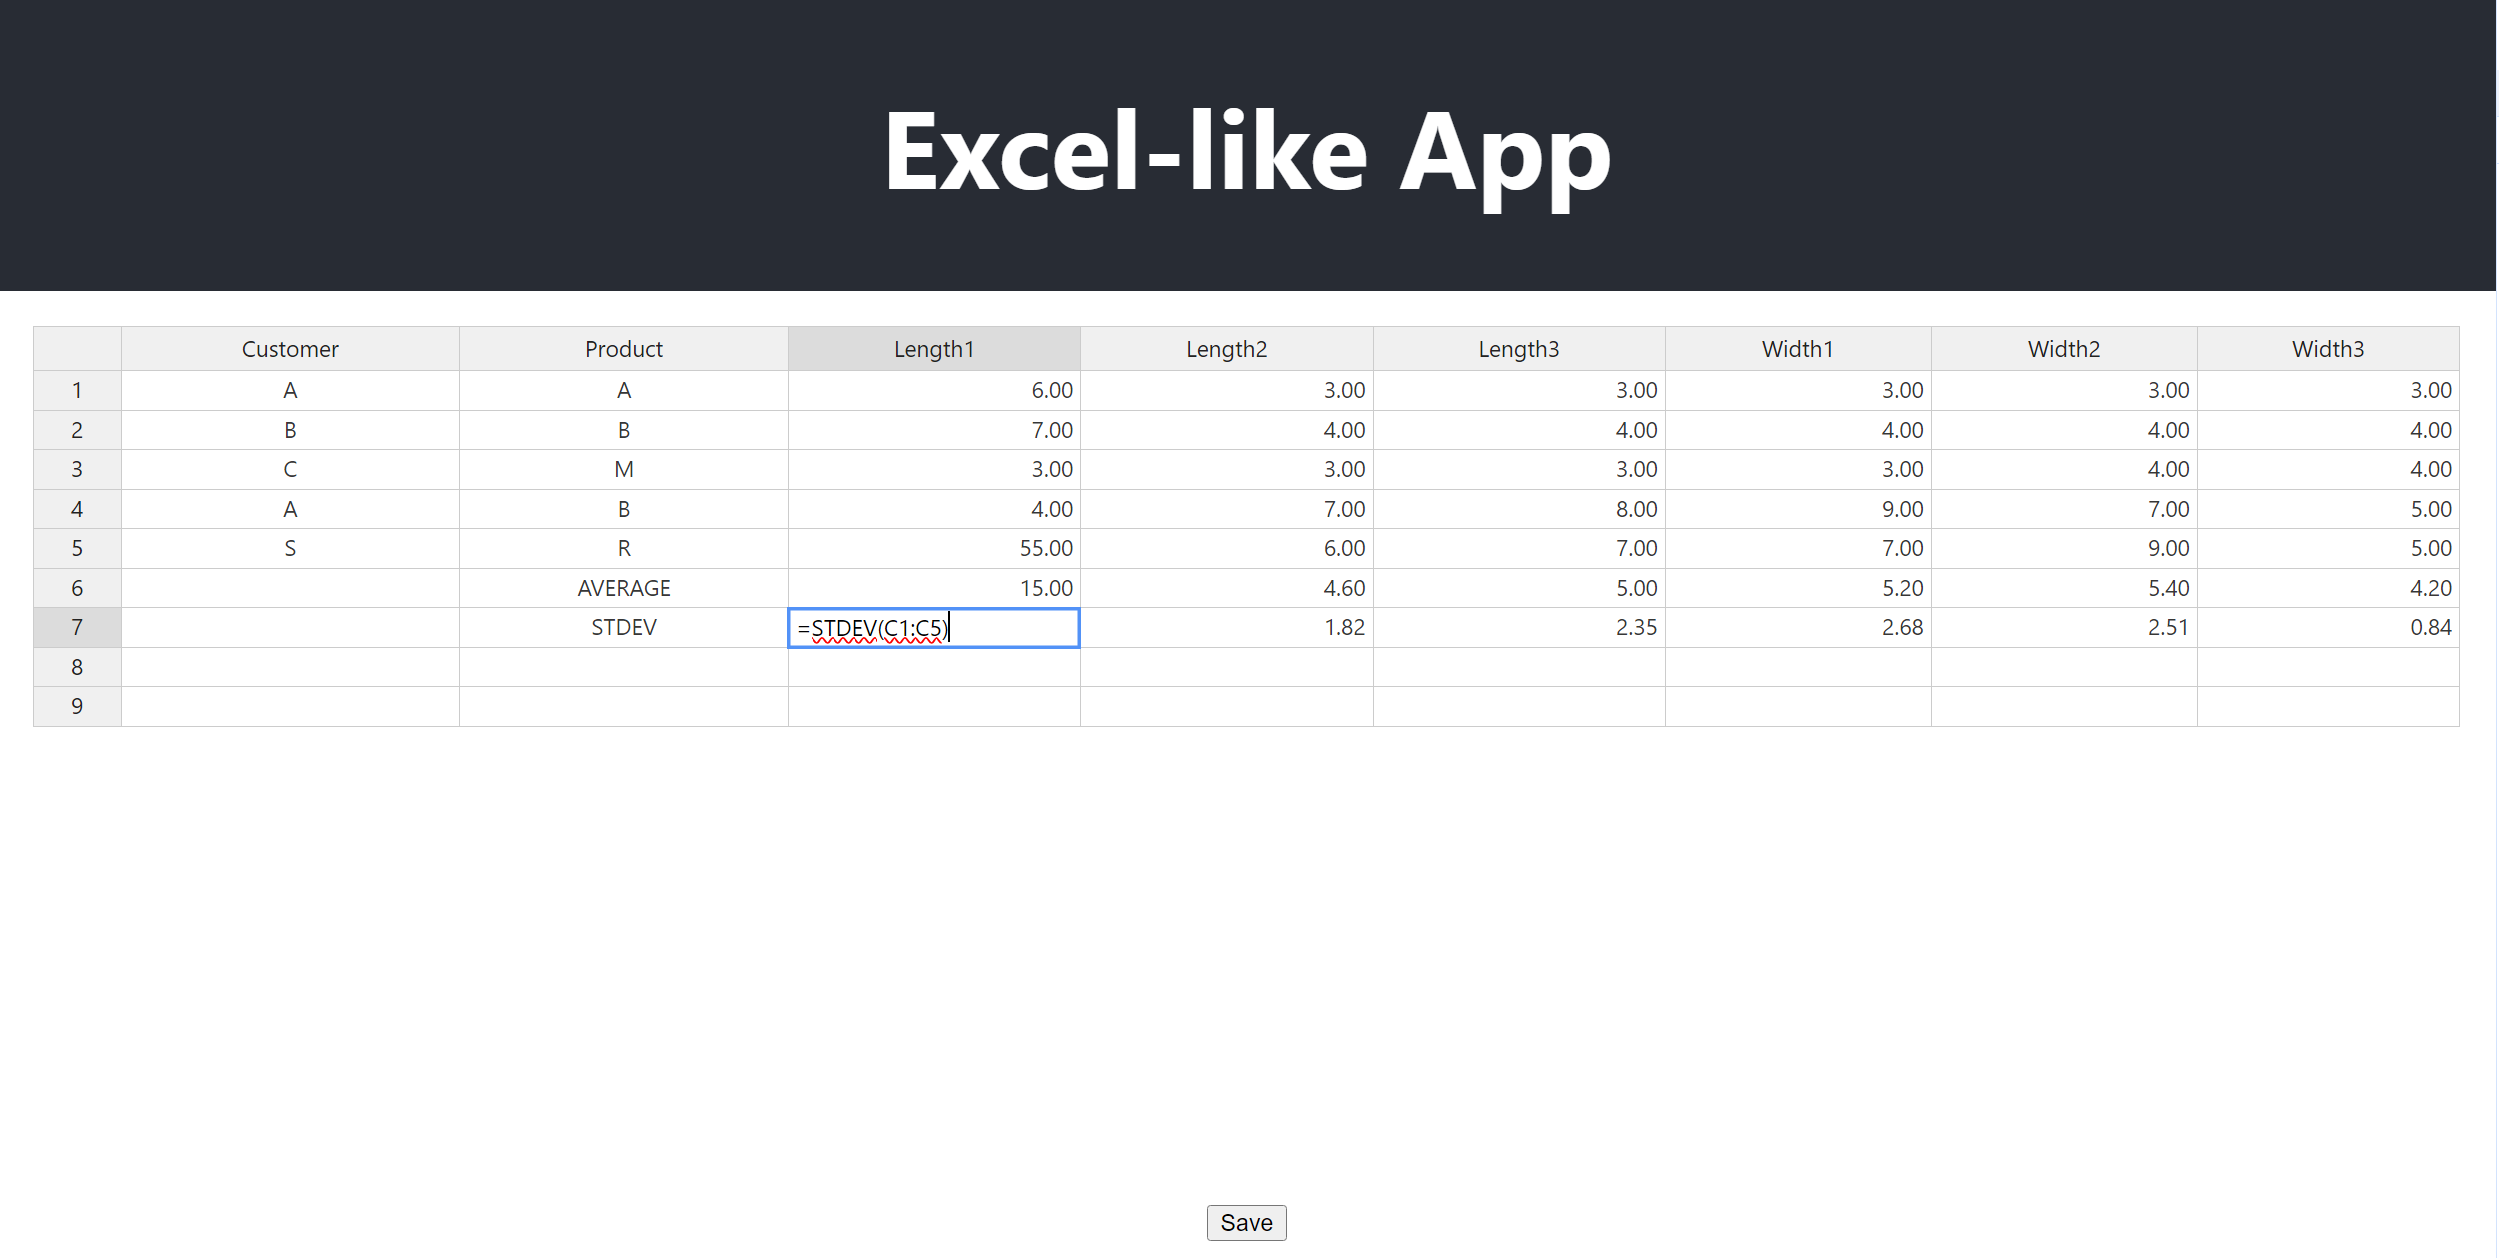 Excel-like App
Customer Product Length1 Length2 Length3 Width1 Width2 Width3
1 A A 6.00 3.00 3.00 3.00 3.00 3.00
2 B B 7.00 4.00 4.00 4.00 4.00 4.00
3 C M 3.00 3.00 3.00 3.00 4.00 4.00
4 A B 4.00 7.00 8.00 9.00 7.00 5.00
5 S R 55.00 6.00 7.00 7.00 9.00 5.00
6 AVERAGE 15.00 4.60 5.00 5.20 5.40 4.20
7 STDEV =STDEV(C1:C5) 1.82 2.35 2.68 2.51 0.84
8
9
Save